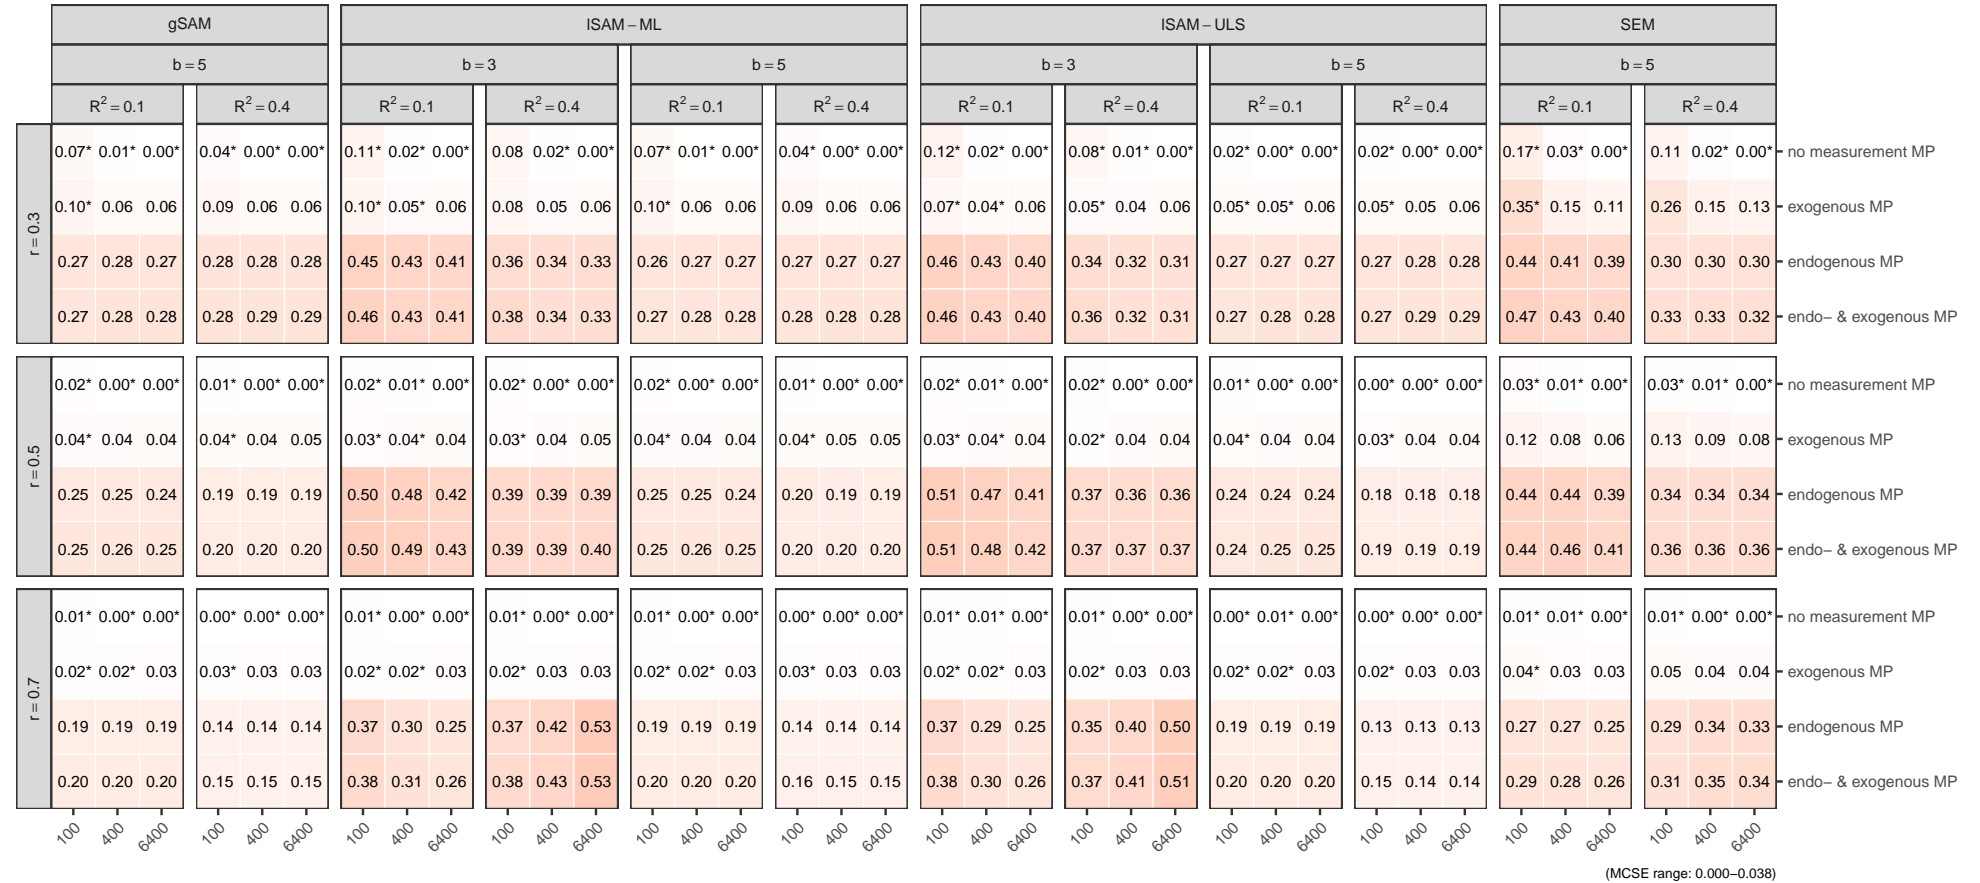 gSAM lSAM – ML lSAM – ULS SEM
b = 5 b = 3 b = 5 b = 3 b = 5 b = 5
R² = 0.1 R² = 0.4 R² = 0.1 R² = 0.4 R² = 0.1 R² = 0.4 R² = 0.1 R² = 0.4 R² = 0.1 R² = 0.4 R² = 0.1 R² = 0.4
r = 0.3
0.07* 0.01* 0.00* 0.04* 0.00* 0.00* 0.11* 0.02* 0.00* 0.08 0.02* 0.00* 0.07* 0.01* 0.00* 0.04* 0.00* 0.00* 0.12* 0.02* 0.00* 0.08* 0.01* 0.00* 0.02* 0.00* 0.00* 0.02* 0.00* 0.00* 0.17* 0.03* 0.00* 0.11 0.02* 0.00* no measurement MP
0.10* 0.06 0.06 0.09 0.06 0.06 0.10* 0.05* 0.06 0.08 0.05 0.06 0.10* 0.06 0.06 0.09 0.06 0.06 0.07* 0.04* 0.06 0.05* 0.04 0.06 0.05* 0.05* 0.06 0.05* 0.05 0.06 0.35* 0.15 0.11 0.26 0.15 0.13 exogenous MP
0.27 0.28 0.27 0.28 0.28 0.28 0.45 0.43 0.41 0.36 0.34 0.33 0.26 0.27 0.27 0.27 0.27 0.27 0.46 0.43 0.40 0.34 0.32 0.31 0.27 0.27 0.27 0.27 0.28 0.28 0.44 0.41 0.39 0.30 0.30 0.30 endogenous MP
0.27 0.28 0.28 0.28 0.29 0.29 0.46 0.43 0.41 0.38 0.34 0.33 0.27 0.28 0.28 0.28 0.28 0.28 0.46 0.43 0.40 0.36 0.32 0.31 0.27 0.28 0.28 0.27 0.29 0.29 0.47 0.43 0.40 0.33 0.33 0.32 endo– & exogenous MP
r = 0.5
0.02* 0.00* 0.00* 0.01* 0.00* 0.00* 0.02* 0.01* 0.00* 0.02* 0.00* 0.00* 0.02* 0.00* 0.00* 0.01* 0.00* 0.00* 0.02* 0.01* 0.00* 0.02* 0.00* 0.00* 0.01* 0.00* 0.00* 0.00* 0.00* 0.00* 0.03* 0.01* 0.00* 0.03* 0.01* 0.00* no measurement MP
0.04* 0.04 0.04 0.04* 0.04 0.05 0.03* 0.04* 0.04 0.03* 0.04 0.05 0.04* 0.04 0.04 0.04* 0.05 0.05 0.03* 0.04* 0.04 0.02* 0.04 0.04 0.04* 0.04 0.04 0.03* 0.04 0.04 0.12 0.08 0.06 0.13 0.09 0.08 exogenous MP
0.25 0.25 0.24 0.19 0.19 0.19 0.50 0.48 0.42 0.39 0.39 0.39 0.25 0.25 0.24 0.20 0.19 0.19 0.51 0.47 0.41 0.37 0.36 0.36 0.24 0.24 0.24 0.18 0.18 0.18 0.44 0.44 0.39 0.34 0.34 0.34 endogenous MP
0.25 0.26 0.25 0.20 0.20 0.20 0.50 0.49 0.43 0.39 0.39 0.40 0.25 0.26 0.25 0.20 0.20 0.20 0.51 0.48 0.42 0.37 0.37 0.37 0.24 0.25 0.25 0.19 0.19 0.19 0.44 0.46 0.41 0.36 0.36 0.36 endo– & exogenous MP
r = 0.7
0.01* 0.00* 0.00* 0.00* 0.00* 0.00* 0.01* 0.00* 0.00* 0.01* 0.00* 0.00* 0.01* 0.00* 0.00* 0.00* 0.00* 0.00* 0.01* 0.01* 0.00* 0.01* 0.00* 0.00* 0.00* 0.01* 0.00* 0.00* 0.00* 0.00* 0.01* 0.01* 0.00* 0.01* 0.00* 0.00* no measurement MP
0.02* 0.02* 0.03 0.03* 0.03 0.03 0.02* 0.02* 0.03 0.02* 0.03 0.03 0.02* 0.02* 0.03 0.03* 0.03 0.03 0.02* 0.02* 0.03 0.02* 0.03 0.03 0.02* 0.02* 0.03 0.02* 0.03 0.03 0.04* 0.03 0.03 0.05 0.04 0.04 exogenous MP
0.19 0.19 0.19 0.14 0.14 0.14 0.37 0.30 0.25 0.37 0.42 0.53 0.19 0.19 0.19 0.14 0.14 0.14 0.37 0.29 0.25 0.35 0.40 0.50 0.19 0.19 0.19 0.13 0.13 0.13 0.27 0.27 0.25 0.29 0.34 0.33 endogenous MP
0.20 0.20 0.20 0.15 0.15 0.15 0.38 0.31 0.26 0.38 0.43 0.53 0.20 0.20 0.20 0.16 0.15 0.15 0.38 0.30 0.26 0.37 0.41 0.51 0.20 0.20 0.20 0.15 0.14 0.14 0.29 0.28 0.26 0.31 0.35 0.34 endo– & exogenous MP
100 400 6400 100 400 6400 100 400 6400 100 400 6400 100 400 6400 100 400 6400 100 400 6400 100 400 6400 100 400 6400 100 400 6400 100 400 6400 100 400 6400
(MCSE range: 0.000–0.038)